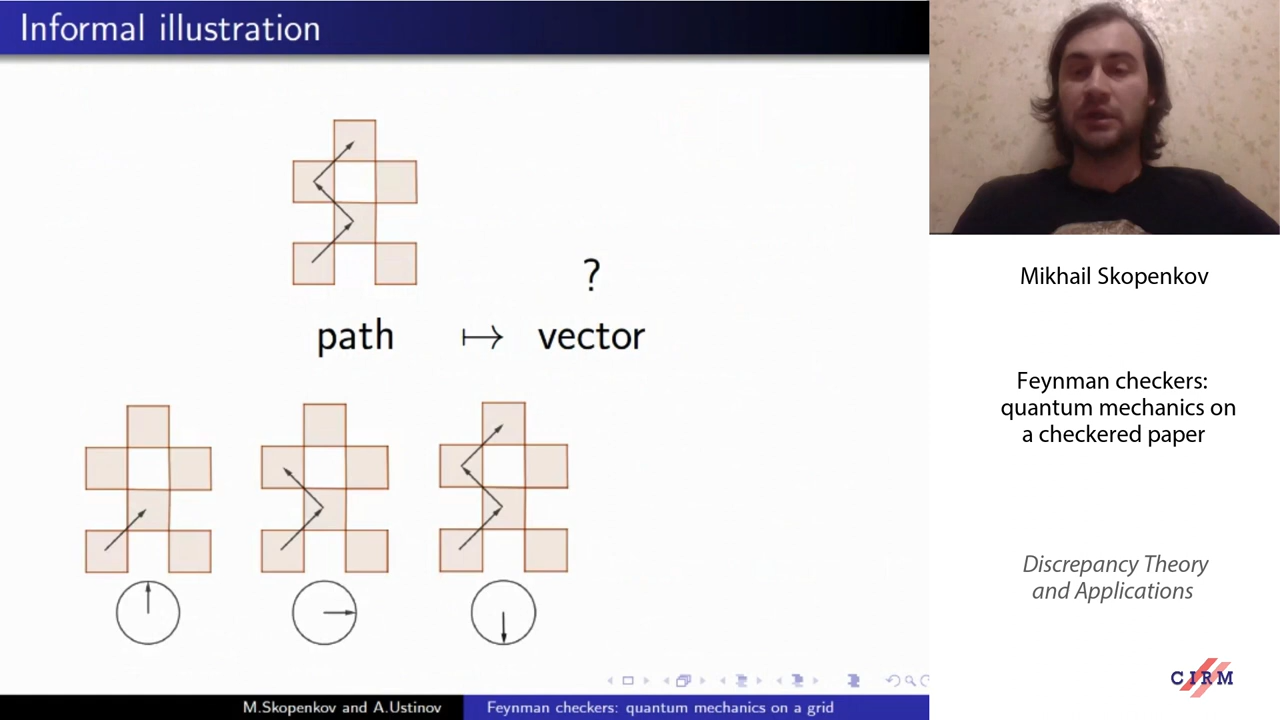 Informal illustration
?
path ↦ vector
M.Skopenkov and A.Ustinov
Feynman checkers: quantum mechanics on a grid
Mikhail Skopenkov
Feynman checkers:
quantum mechanics on
a checkered paper
Discrepancy Theory
and Applications
CIRM